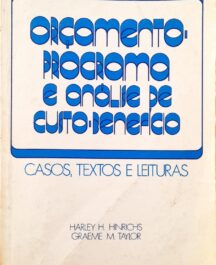 ORÇAMENTO-
PROGRAMA
E ANÁLISE DE
CUSTO-BENEFÍCIO
CASOS, TEXTOS E LEITURAS
HARLEY H. HINRICHS
GRAEME M. TAYLOR